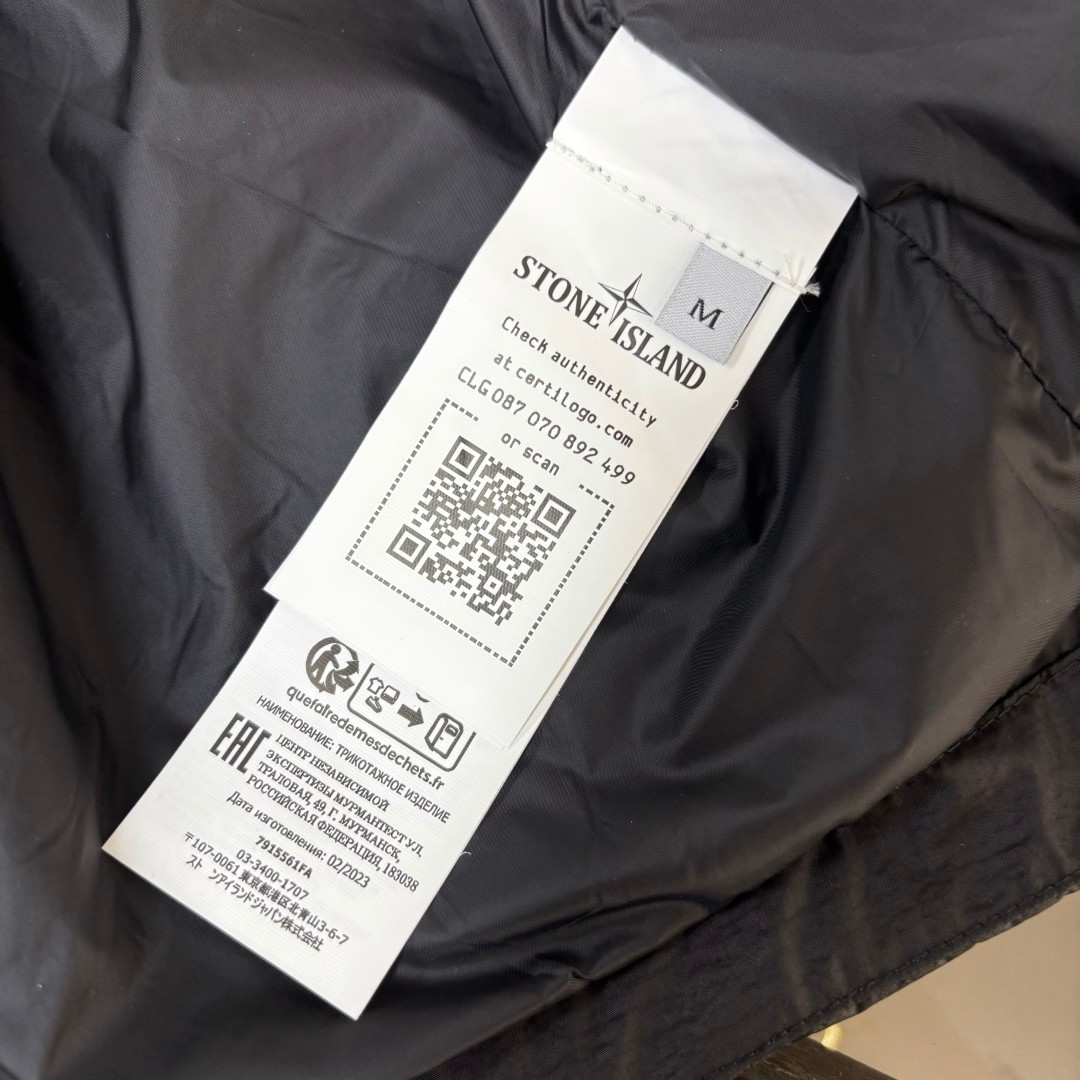 STONE ISLAND
M
Check authenticity
at certilogo.com
CLG 087 070 892 499
or scan
quefairedemesdechets.fr
НАИМЕНОВАНИЕ: ТРИКОТАЖНОЕ ИЗДЕЛИЕ
EAC
ЦЕНТР НЕЗАВИСИМОЙ
ЭКСПЕРТИЗЫ МУРМАНТЕСТ УЛ.
ТРАЛОВАЯ, 49, Г. МУРМАНСК,
РОССИЙСКАЯ ФЕДЕРАЦИЯ, 183038
Дата изготовления: 02/2023
7915561FA
03-3400-1707
〒107-0061 東京都港区北青山3-6-7
スト ンアイランドジャパン株式会社